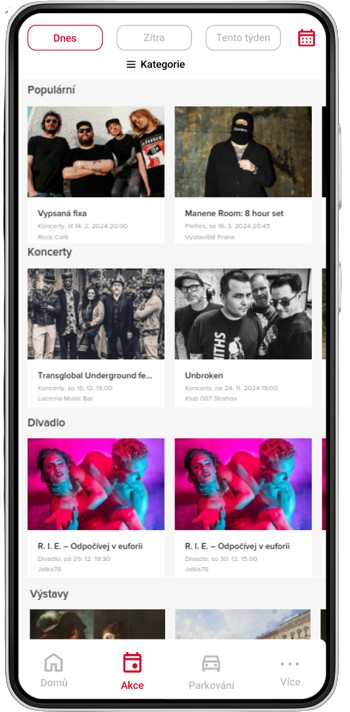 Dnes
Zítra
Tento týden
Kategorie
Populární
Vypsaná fixa
Manene Room: 8 hour set
Koncerty, st 14. 2. 2024 20:00
Parties, so 16. 3. 2024 20:45
Rock Café
Výstaviště Praha
Koncerty
Transglobal Underground fe...
Unbroken
Koncerty, so 16. 12. 19:00
Koncerty, ne 24. 11. 2024 19:00
Lucerna Music Bar
Klub 007 Strahov
Divadlo
R. I. E. – Odpočívej v euforii
R. I. E. – Odpočívej v euforii
Divadlo, pá 29. 12. 19:30
Divadlo, so 30. 12. 15:00
Jatka78
Jatka78
Výstavy
Domů
Akce
Parkování
Více